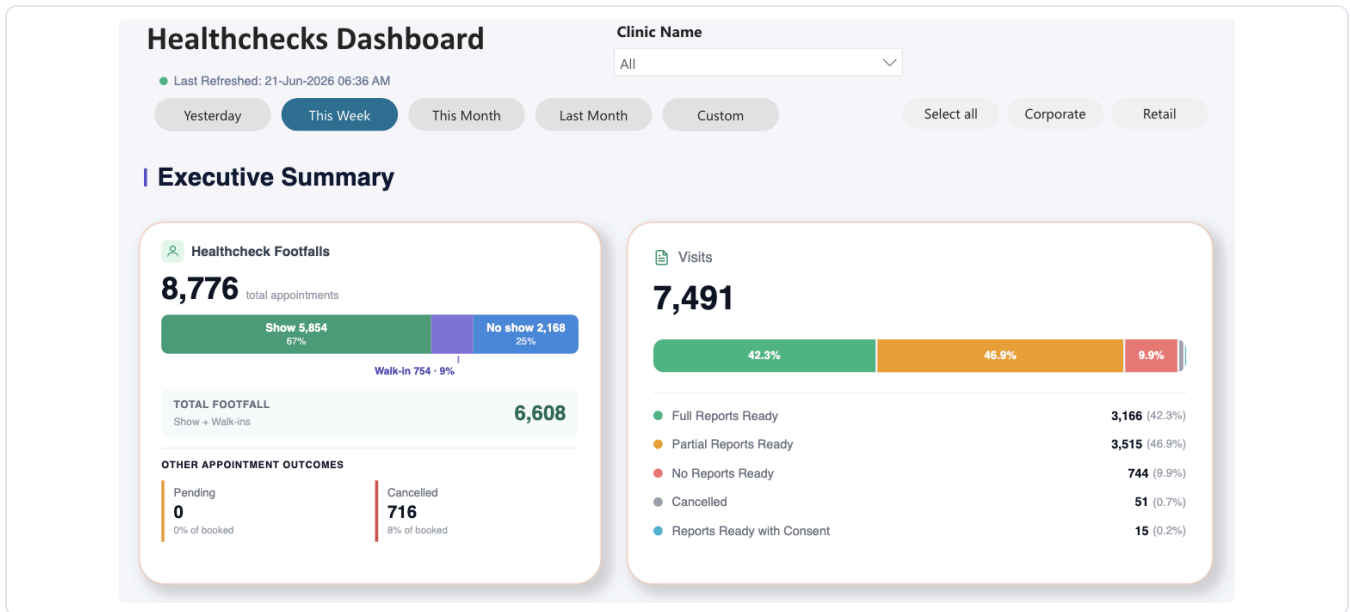 Healthchecks Dashboard
Clinic Name
All
Last Refreshed: 21-Jun-2026 06:36 AM
Yesterday
This Week
This Month
Last Month
Custom
Select all
Corporate
Retail
Executive Summary
Healthcheck Footfalls
8,776 total appointments
Show 5,854
67%
No show 2,168
25%
Walk-in 754 · 9%
TOTAL FOOTFALL
Show + Walk-ins
6,608
OTHER APPOINTMENT OUTCOMES
Pending
0
0% of booked
Cancelled
716
8% of booked
Visits
7,491
42.3%
46.9%
9.9%
Full Reports Ready 3,166 (42.3%)
Partial Reports Ready 3,515 (46.9%)
No Reports Ready 744 (9.9%)
Cancelled 51 (0.7%)
Reports Ready with Consent 15 (0.2%)